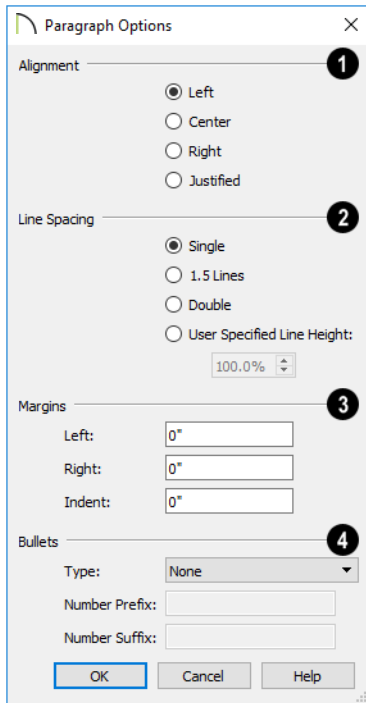 Paragraph Options
Alignment 1
Left
Center
Right
Justified
Line Spacing 2
Single
1.5 Lines
Double
User Specified Line Height:
100.0%
Margins 3
Left: 0"
Right: 0"
Indent: 0"
Bullets 4
Type: None
Number Prefix:
Number Suffix:
OK Cancel Help